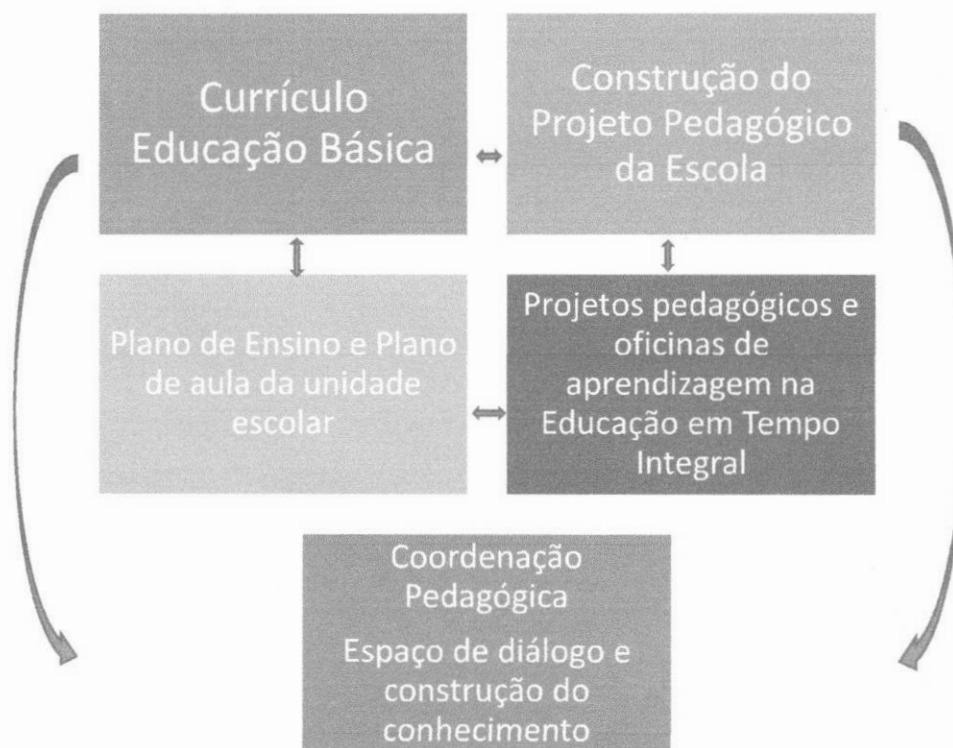 Currículo
Educação Básica
Construção do
Projeto Pedagógico
da Escola
Plano de Ensino e Plano
de aula da unidade
escolar
Projetos pedagógicos e
oficinas de
aprendizagem na
Educação em Tempo
Integral
Coordenação
Pedagógica
Espaço de diálogo e
construção do
conhecimento